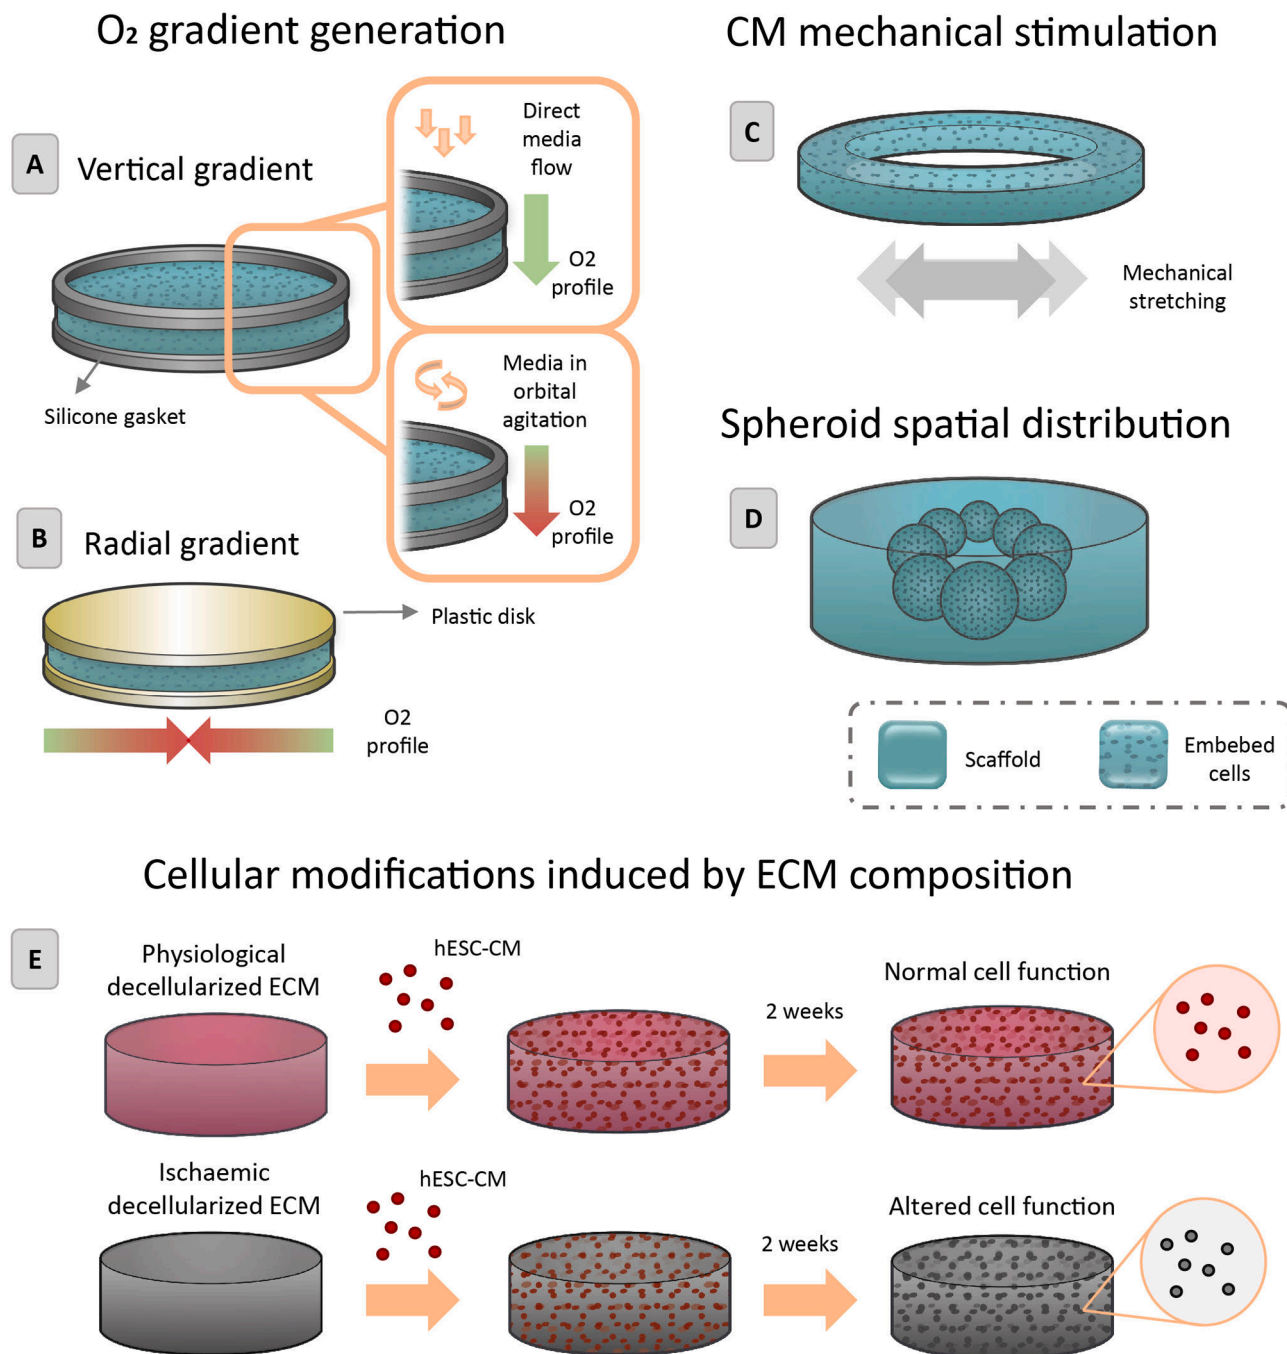 O₂ gradient generation
A
Vertical gradient
Silicone gasket
Direct
media
flow
O2
profile
Media in
orbital
agitation
O2
profile
B
Radial gradient
Plastic disk
O2
profile
CM mechanical stimulation
C
Mechanical
stretching
Spheroid spatial distribution
D
Scaffold
Embebed
cells
Cellular modifications induced by ECM composition
E
Physiological
decellularized ECM
hESC-CM
2 weeks
Normal cell function
Ischaemic
decellularized ECM
hESC-CM
2 weeks
Altered cell function